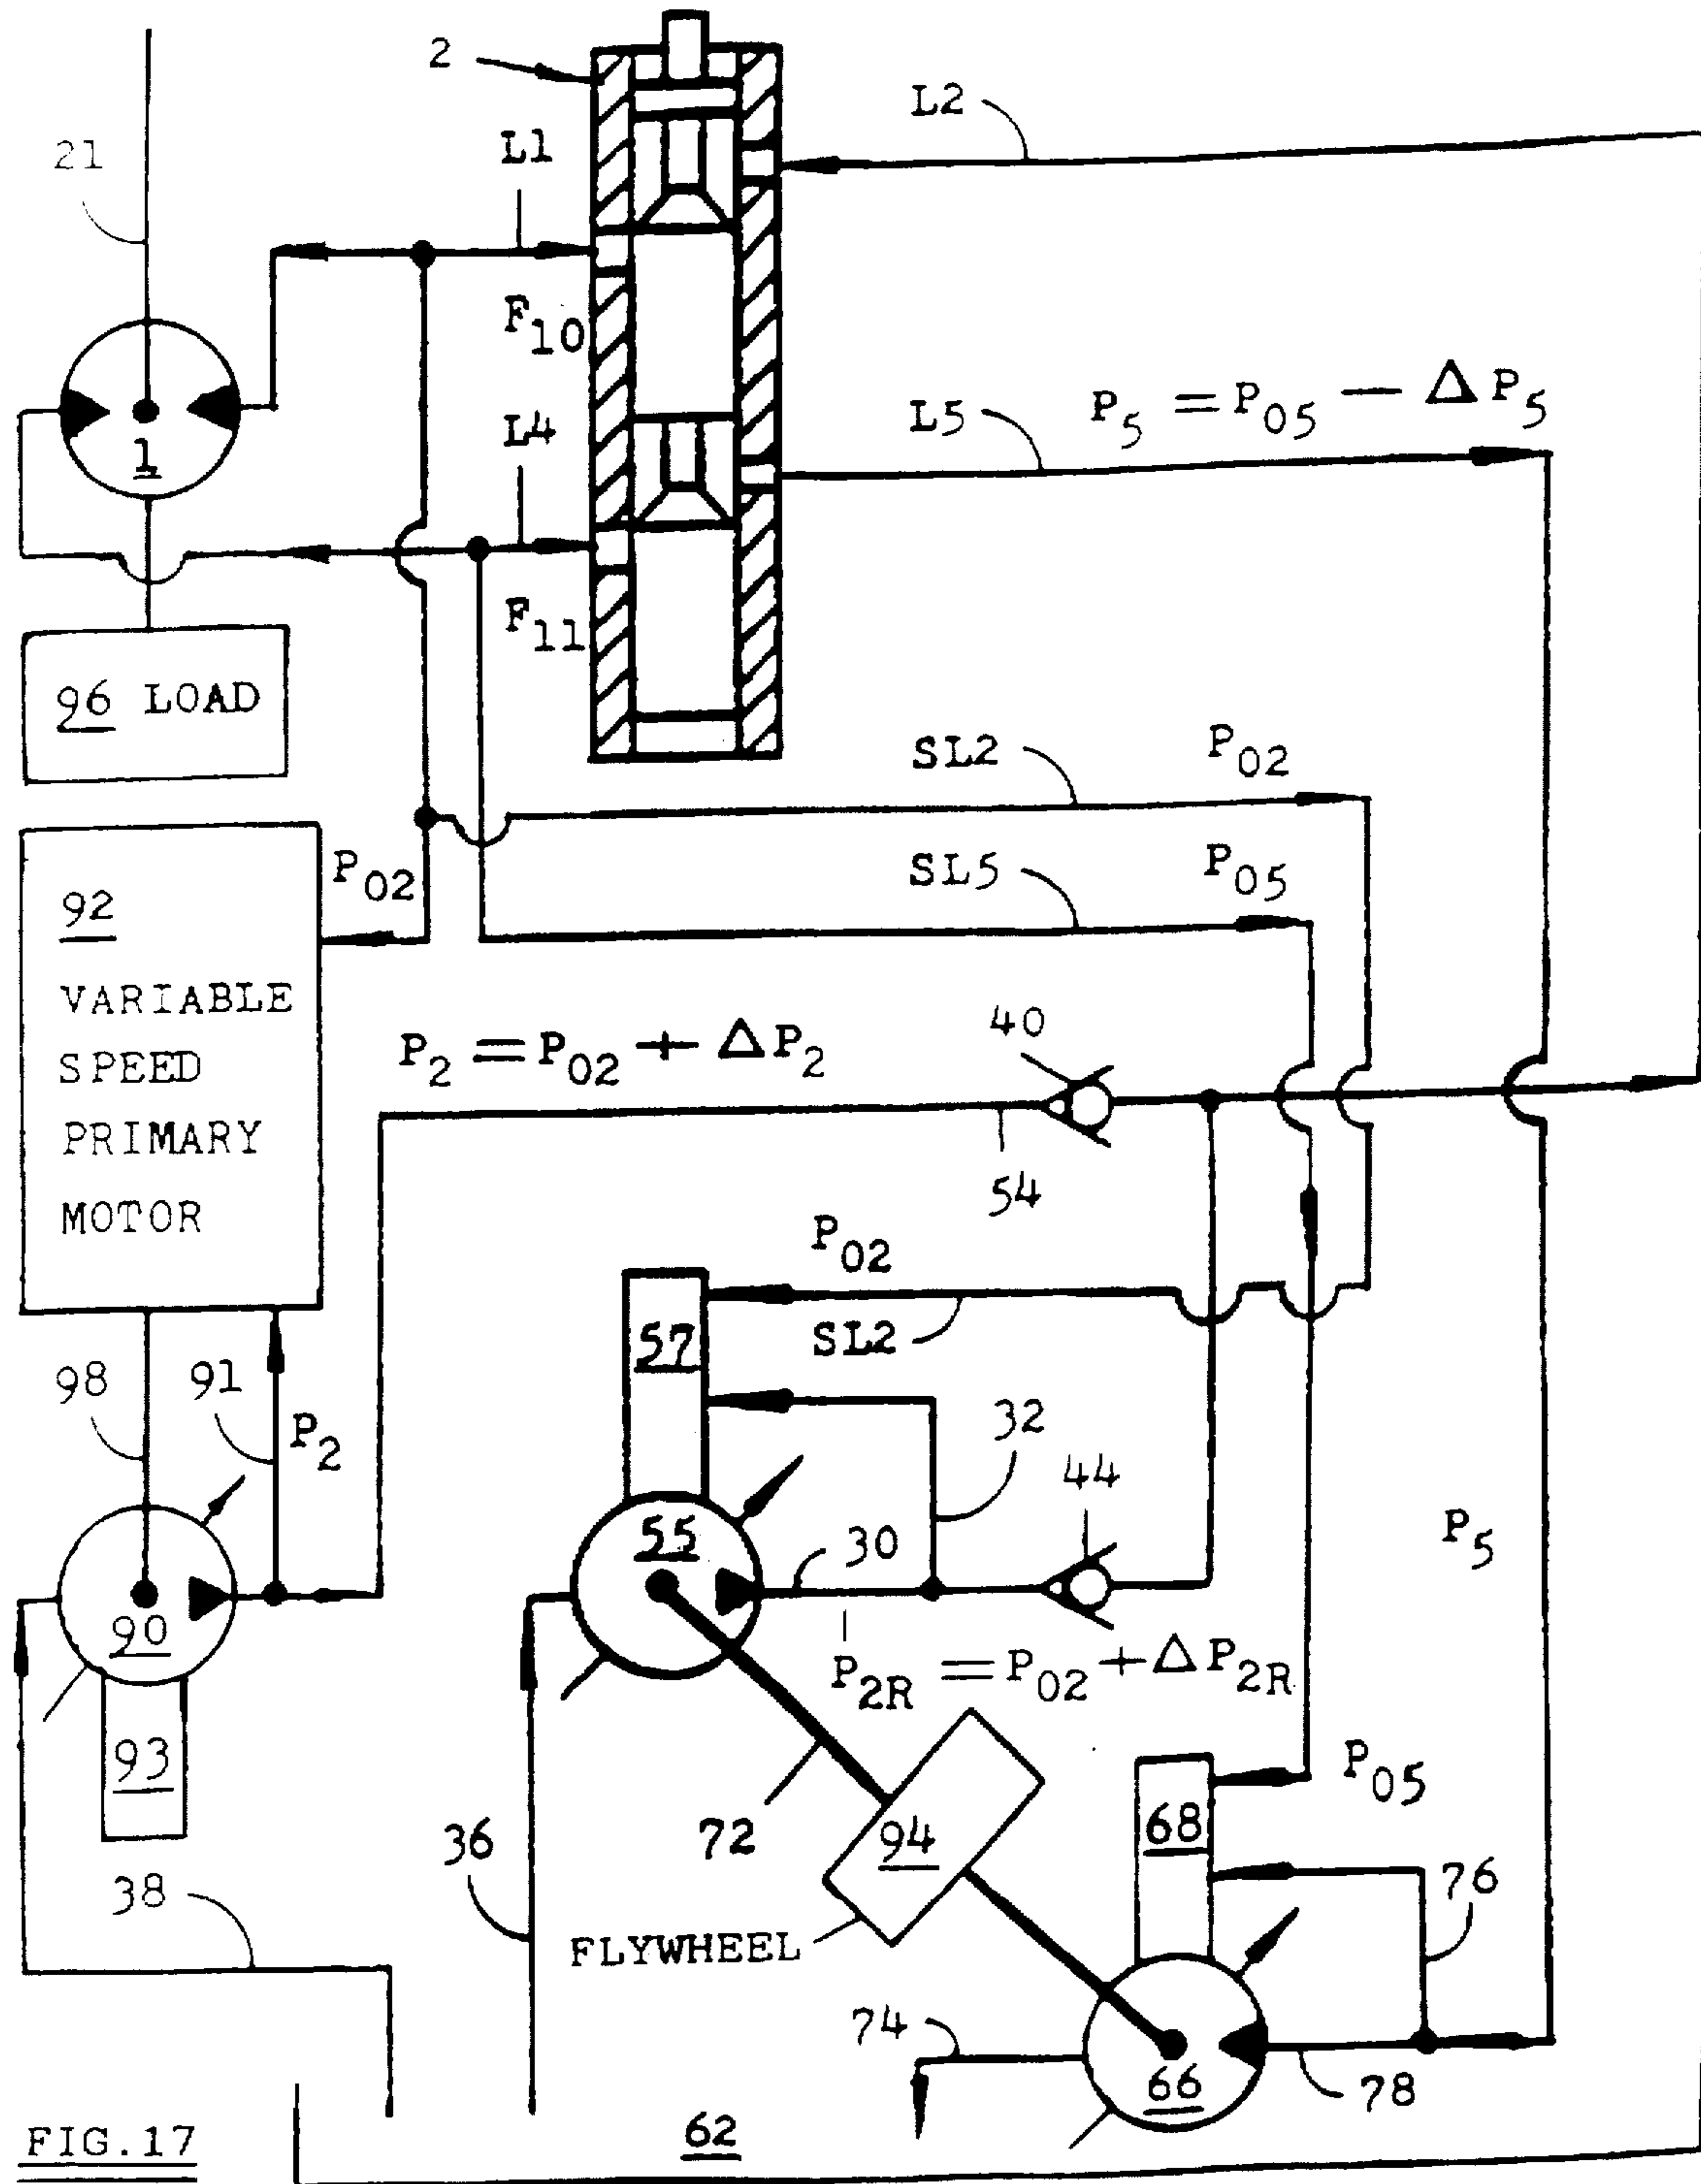 2
L2
21
L1
F10
P5 = P05 − ΔP5
L5
1
L4
F11
96 LOAD
SL2
P02
P02
SL5
P05
92
VARIABLE
SPEED
PRIMARY
MOTOR
40
P2 = P02 + ΔP2
54
P02
57
SL2
98
91
P2
32
44
55
30
P5
90
P2R = P02 + ΔP2R
93
72
P05
36
94
68
76
38
FLYWHEEL
74
66
78
62
FIG.17